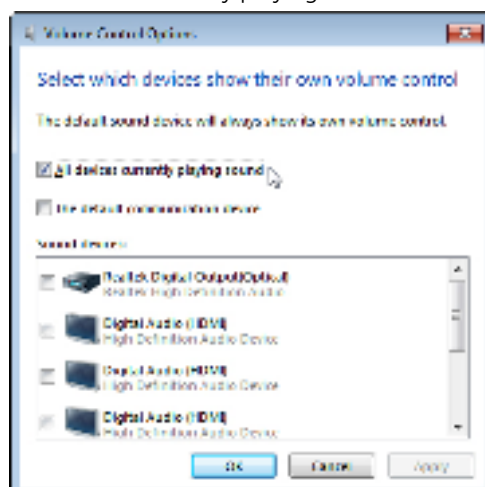 Volume Control Options
Select which devices show their own volume control
The default sound device will always show its own volume control.
All devices currently playing sound
The default communication device
Sound devices:
Realtek Digital Output(Optical)
Realtek High Definition Audio
Digital Audio (HDMI)
High Definition Audio Device
Digital Audio (HDMI)
High Definition Audio Device
Digital Audio (HDMI)
High Definition Audio Device
OK Cancel Apply